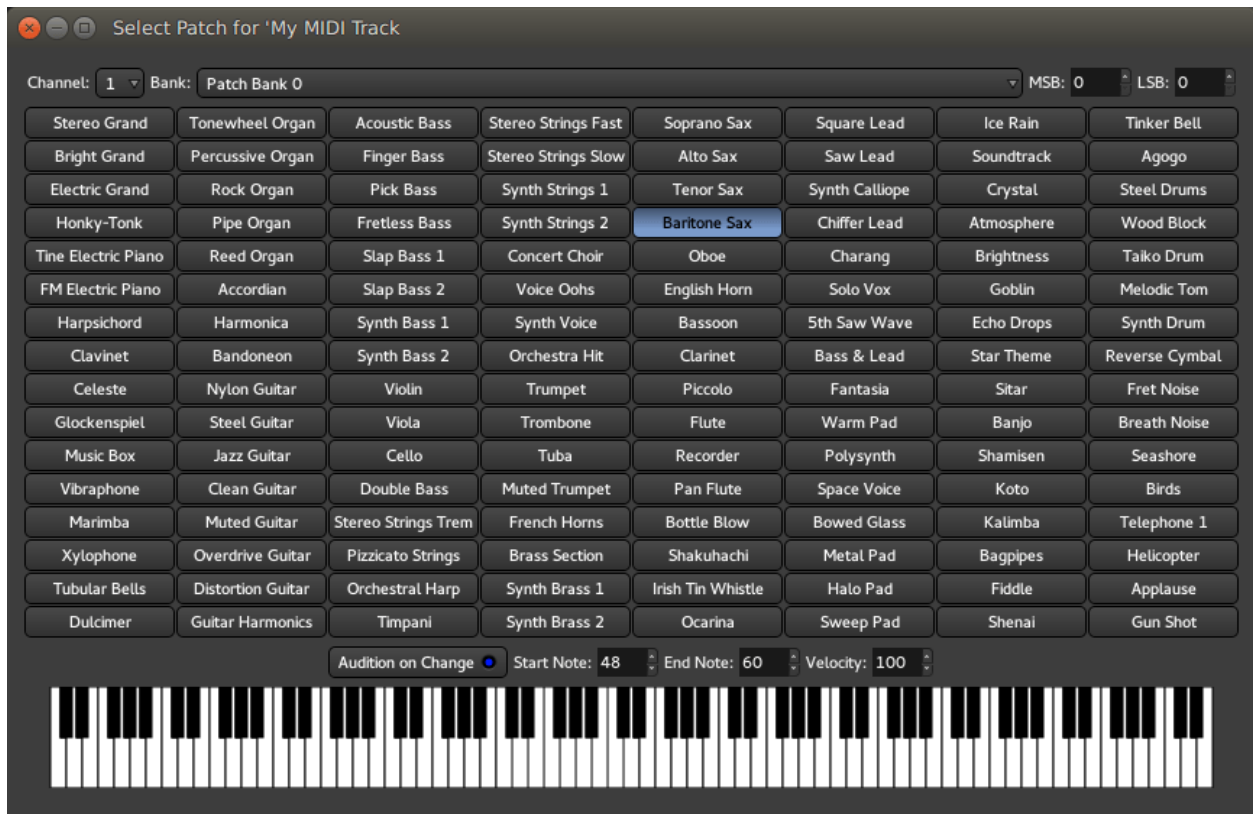 Select Patch for 'My MIDI Track
Channel: 1 Bank: Patch Bank 0 MSB: 0 LSB: 0
Stereo Grand Tonewheel Organ Acoustic Bass Stereo Strings Fast Soprano Sax Square Lead Ice Rain Tinker Bell
Bright Grand Percussive Organ Finger Bass Stereo Strings Slow Alto Sax Saw Lead Soundtrack Agogo
Electric Grand Rock Organ Pick Bass Synth Strings 1 Tenor Sax Synth Calliope Crystal Steel Drums
Honky-Tonk Pipe Organ Fretless Bass Synth Strings 2 Baritone Sax Chiffer Lead Atmosphere Wood Block
Tine Electric Piano Reed Organ Slap Bass 1 Concert Choir Oboe Charang Brightness Taiko Drum
FM Electric Piano Accordian Slap Bass 2 Voice Oohs English Horn Solo Vox Goblin Melodic Tom
Harpsichord Harmonica Synth Bass 1 Synth Voice Bassoon 5th Saw Wave Echo Drops Synth Drum
Clavinet Bandoneon Synth Bass 2 Orchestra Hit Clarinet Bass & Lead Star Theme Reverse Cymbal
Celeste Nylon Guitar Violin Trumpet Piccolo Fantasia Sitar Fret Noise
Glockenspiel Steel Guitar Viola Trombone Flute Warm Pad Banjo Breath Noise
Music Box Jazz Guitar Cello Tuba Recorder Polysynth Shamisen Seashore
Vibraphone Clean Guitar Double Bass Muted Trumpet Pan Flute Space Voice Koto Birds
Marimba Muted Guitar Stereo Strings Trem French Horns Bottle Blow Bowed Glass Kalimba Telephone 1
Xylophone Overdrive Guitar Pizzicato Strings Brass Section Shakuhachi Metal Pad Bagpipes Helicopter
Tubular Bells Distortion Guitar Orchestral Harp Synth Brass 1 Irish Tin Whistle Halo Pad Fiddle Applause
Dulcimer Guitar Harmonics Timpani Synth Brass 2 Ocarina Sweep Pad Shenai Gun Shot
Audition on Change Start Note: 48 End Note: 60 Velocity: 100